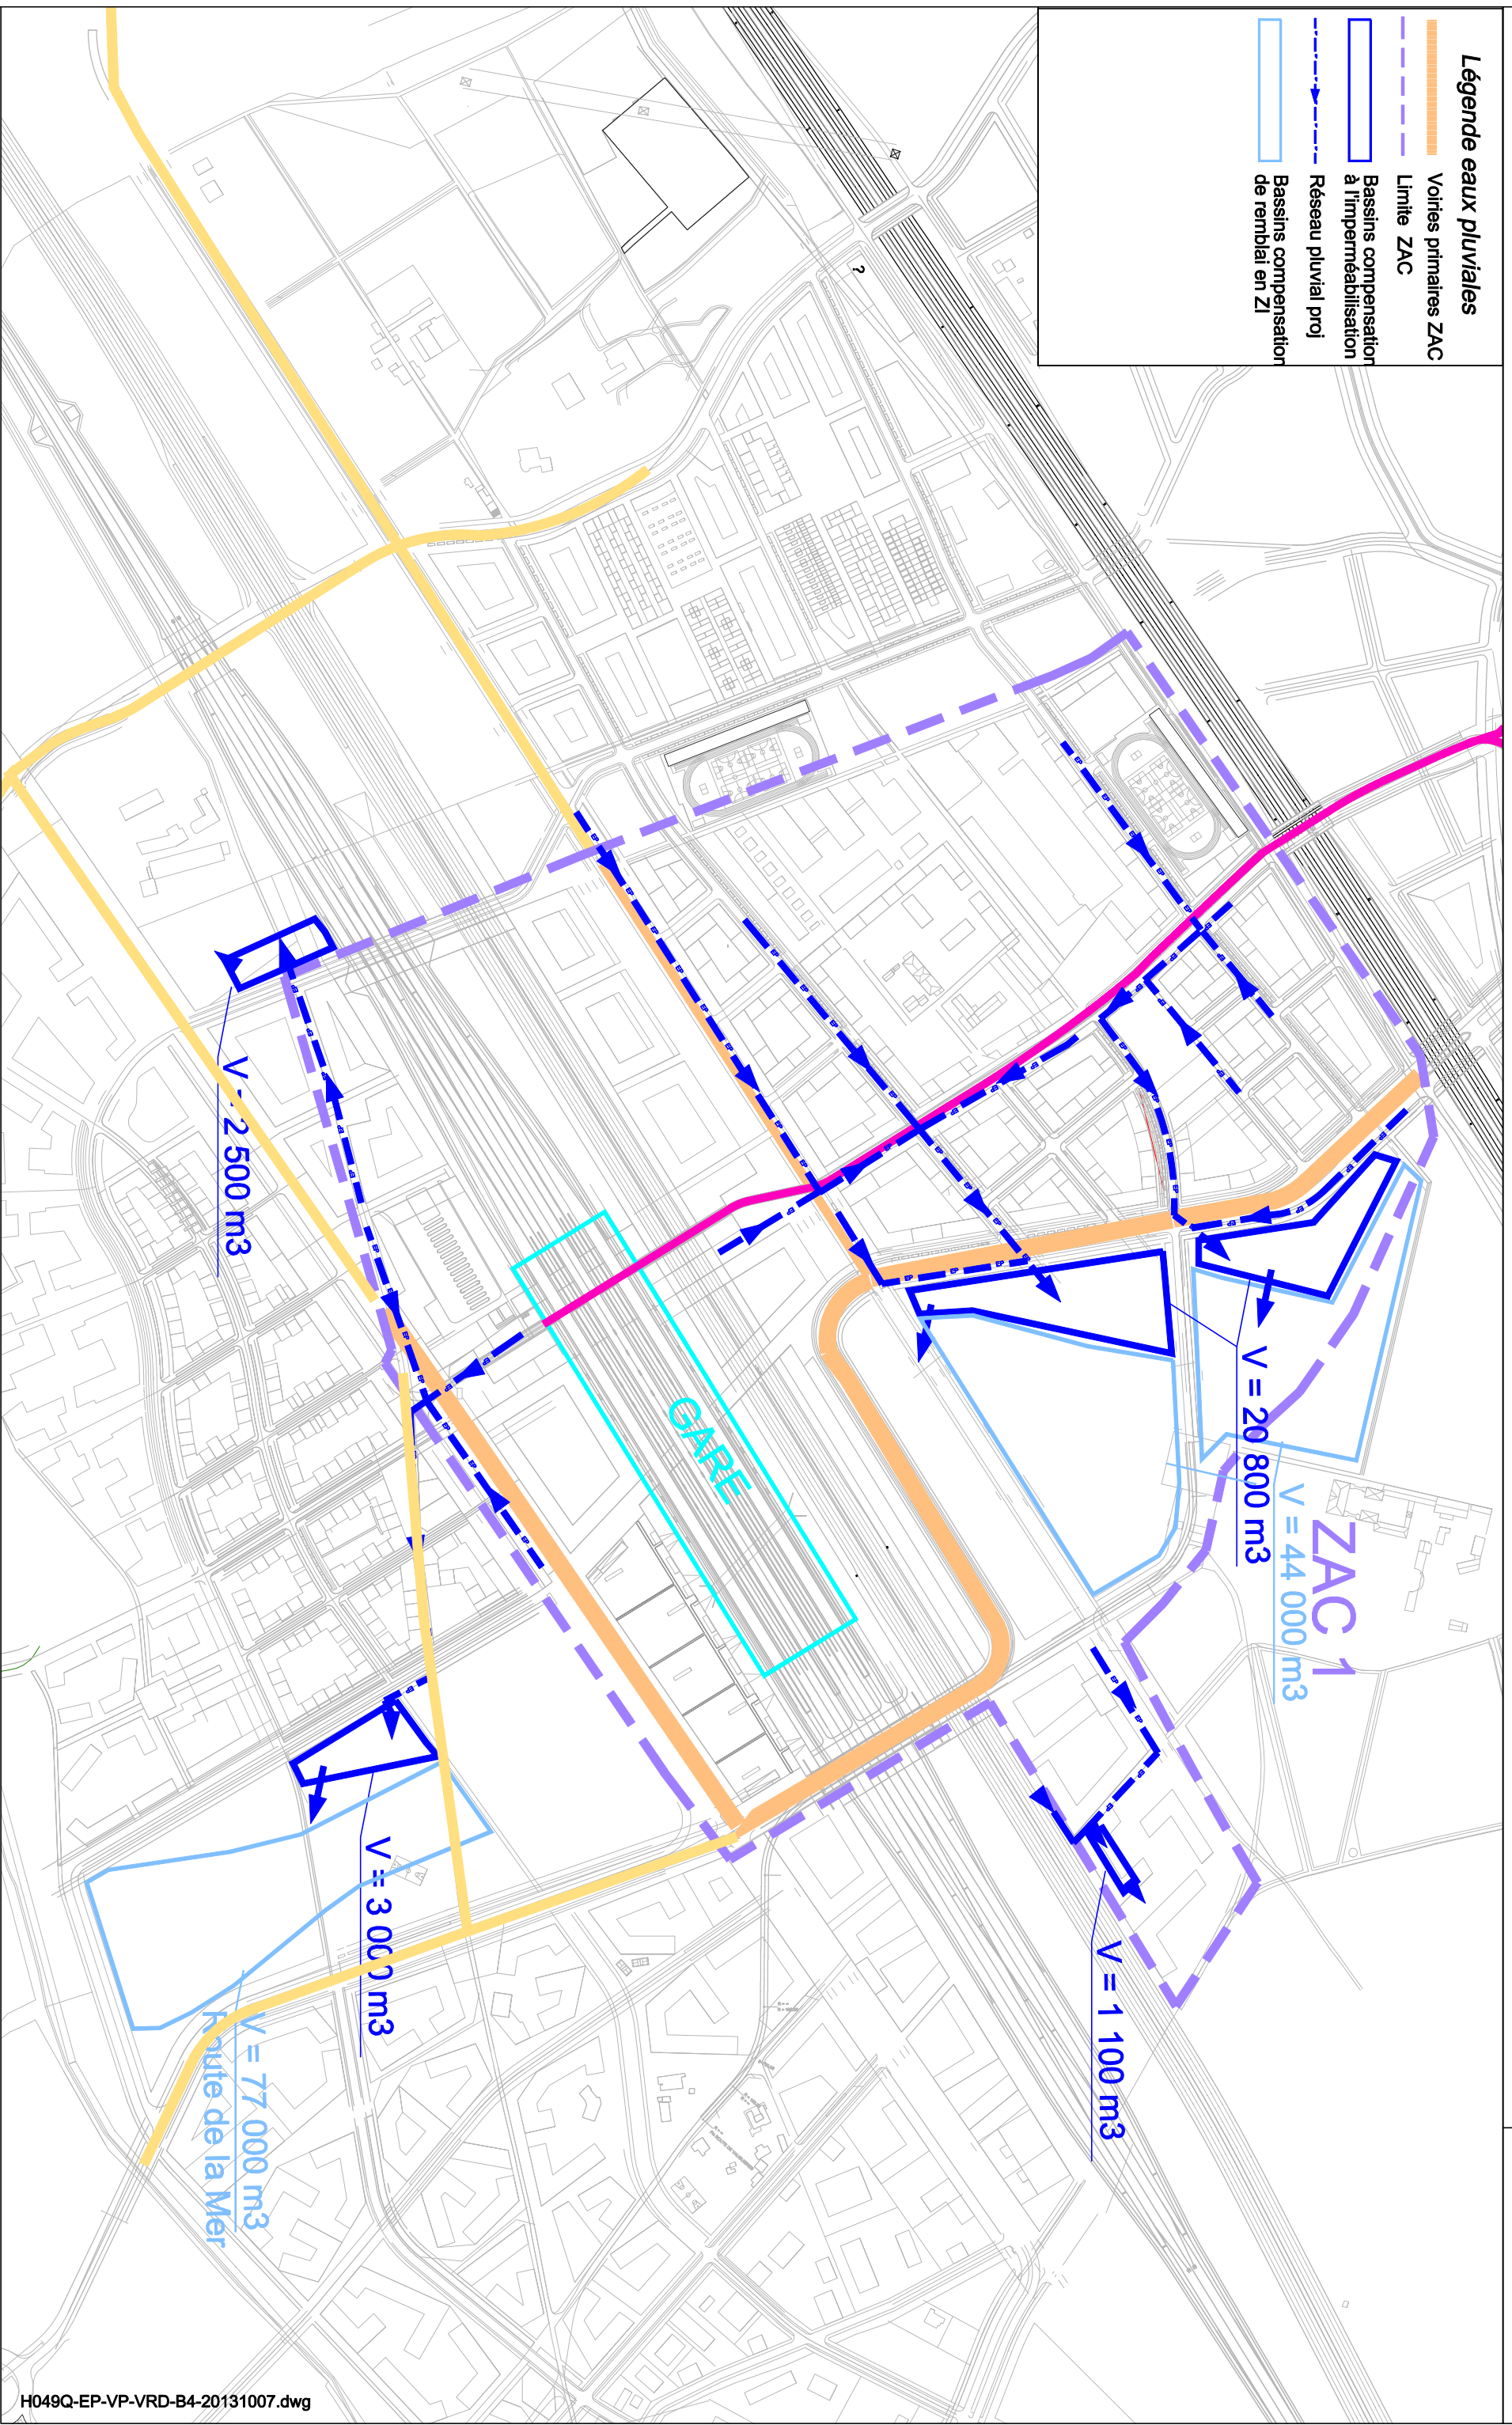 Légende eaux pluviales
Voiries primaires ZAC
Limite ZAC
Bassins compensation
à l'imperméabilisation
Réseau pluvial proj
Bassins compensation
de remblai en ZI
?
ZAC 1
V = 44 000 m3
V = 20 800 m3
V = 1 100 m3
GARE
V = 2 500 m3
V = 3 000 m3
V = 77 000 m3
Route de la Mer
H049Q-EP-VP-VRD-B4-20131007.dwg